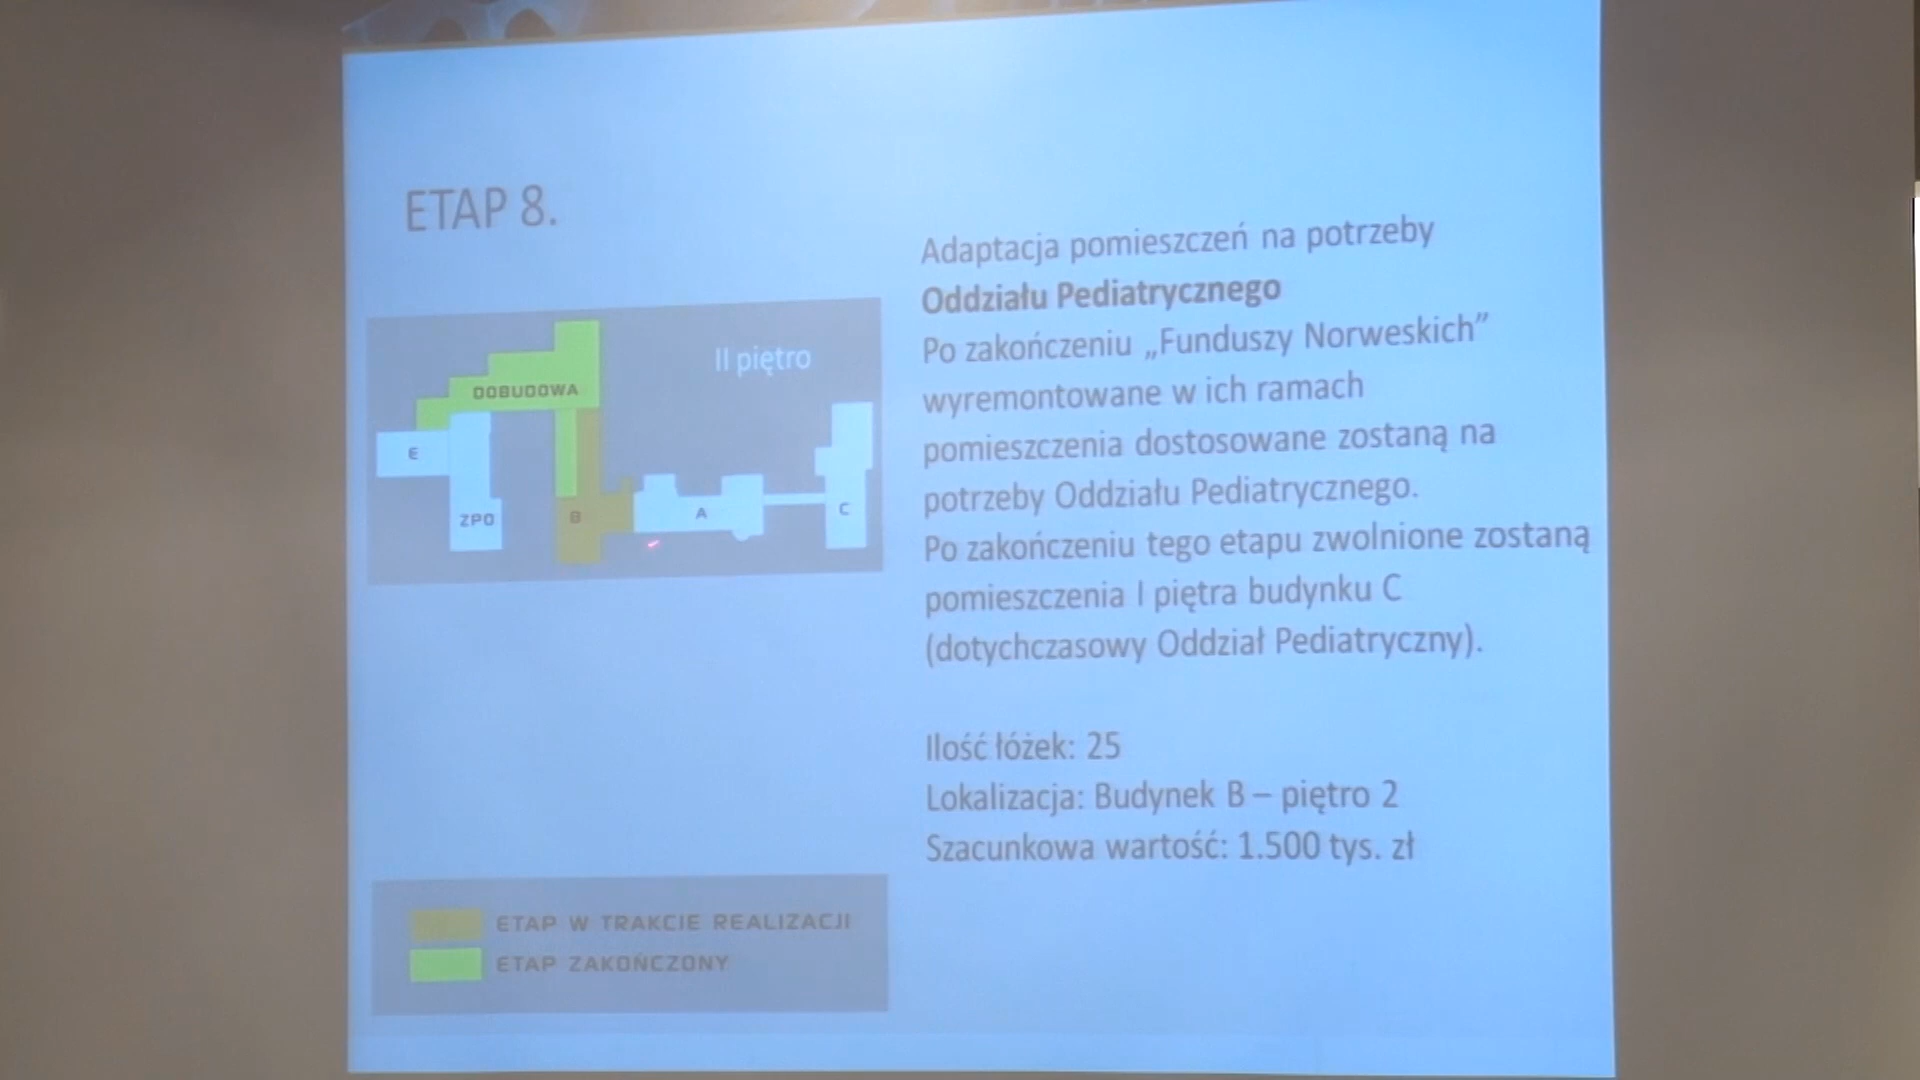 ETAP 8.
II piętro
DOBUDOWA
E
ZPO
B
A
C
ETAP W TRAKCIE REALIZACJI
ETAP ZAKOŃCZONY
Adaptacja pomieszczeń na potrzeby
Oddziału Pediatrycznego
Po zakończeniu „Funduszy Norweskich”
wyremontowane w ich ramach
pomieszczenia dostosowane zostaną na
potrzeby Oddziału Pediatrycznego.
Po zakończeniu tego etapu zwolnione zostaną
pomieszczenia I piętra budynku C
(dotychczasowy Oddział Pediatryczny).
Ilość łóżek: 25
Lokalizacja: Budynek B – piętro 2
Szacunkowa wartość: 1.500 tys. zł